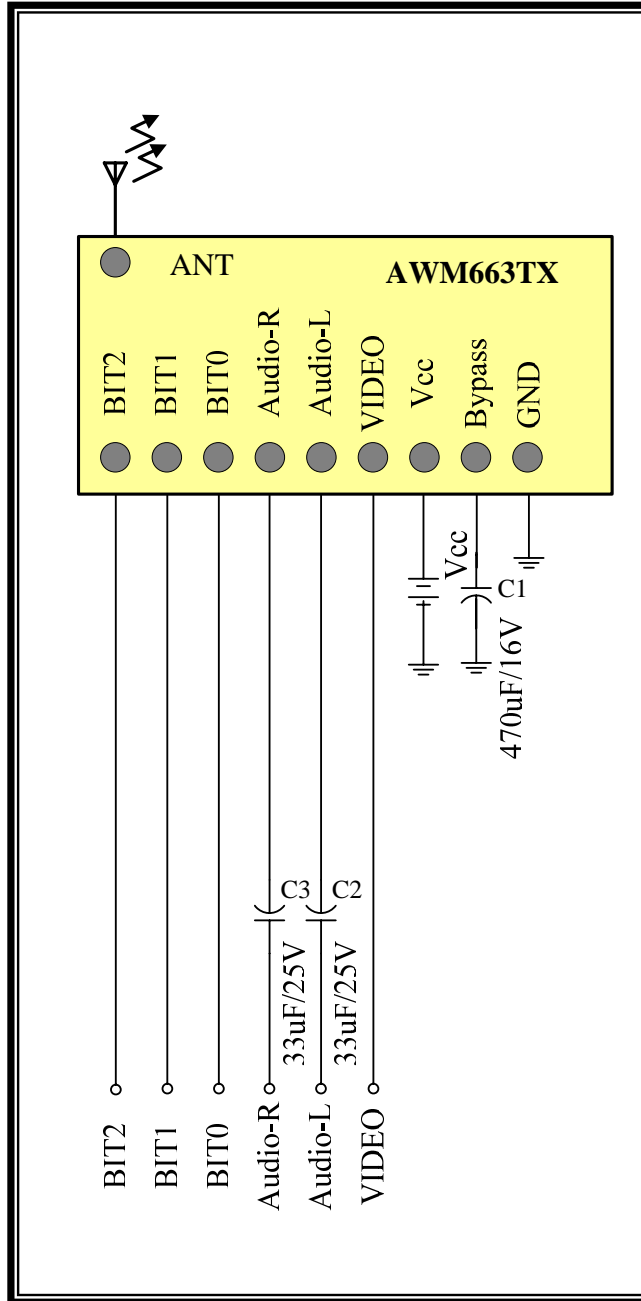 ANT
AWM663TX
BIT2
BIT1
BIT0
Audio-R
Audio-L
VIDEO
Vcc
Bypass
GND
Vcc
C1
470uF/16V
C3
C2
33uF/25V
33uF/25V
BIT2
BIT1
BIT0
Audio-R
Audio-L
VIDEO